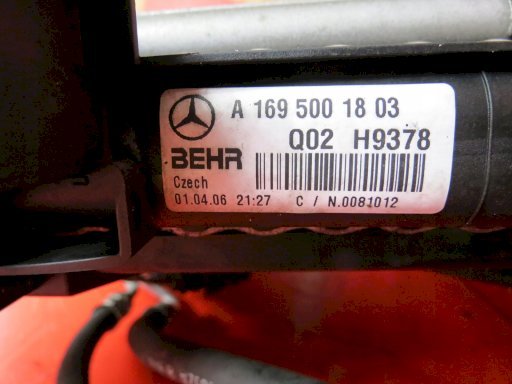 A 169 500 18 03
Q02 H9378
BEHR
Czech
01.04.06 21:27 C / N.0081012